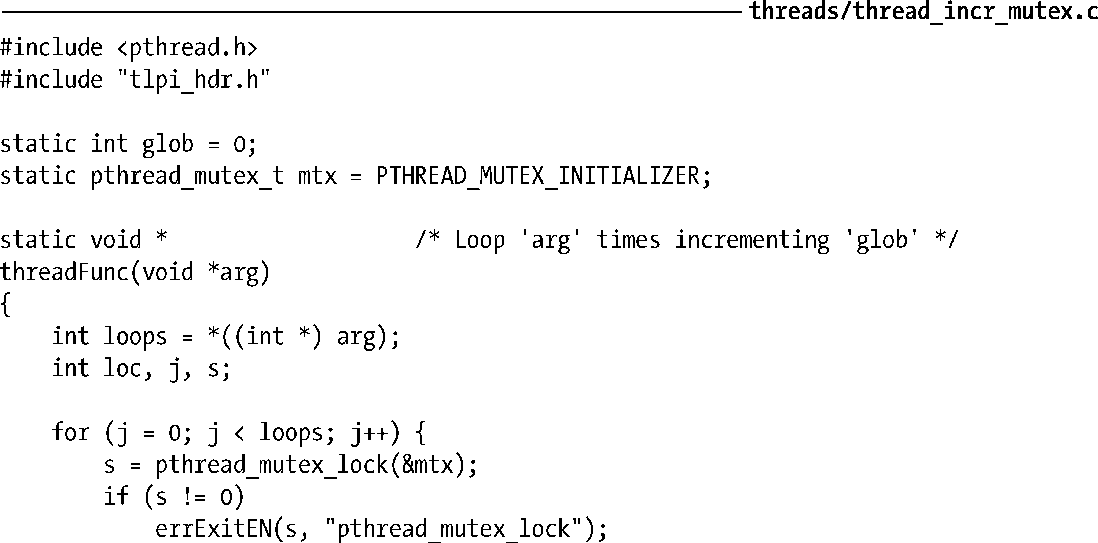 threads/thread_incr_mutex.c
#include <pthread.h>
#include "tlpi_hdr.h"
static int glob = 0;
static pthread_mutex_t mtx = PTHREAD_MUTEX_INITIALIZER;
static void * /* Loop 'arg' times incrementing 'glob' */
threadFunc(void *arg)
{
int loops = *((int *) arg);
int loc, j, s;
for (j = 0; j < loops; j++) {
s = pthread_mutex_lock(&mtx);
if (s != 0)
errExitEN(s, "pthread_mutex_lock");